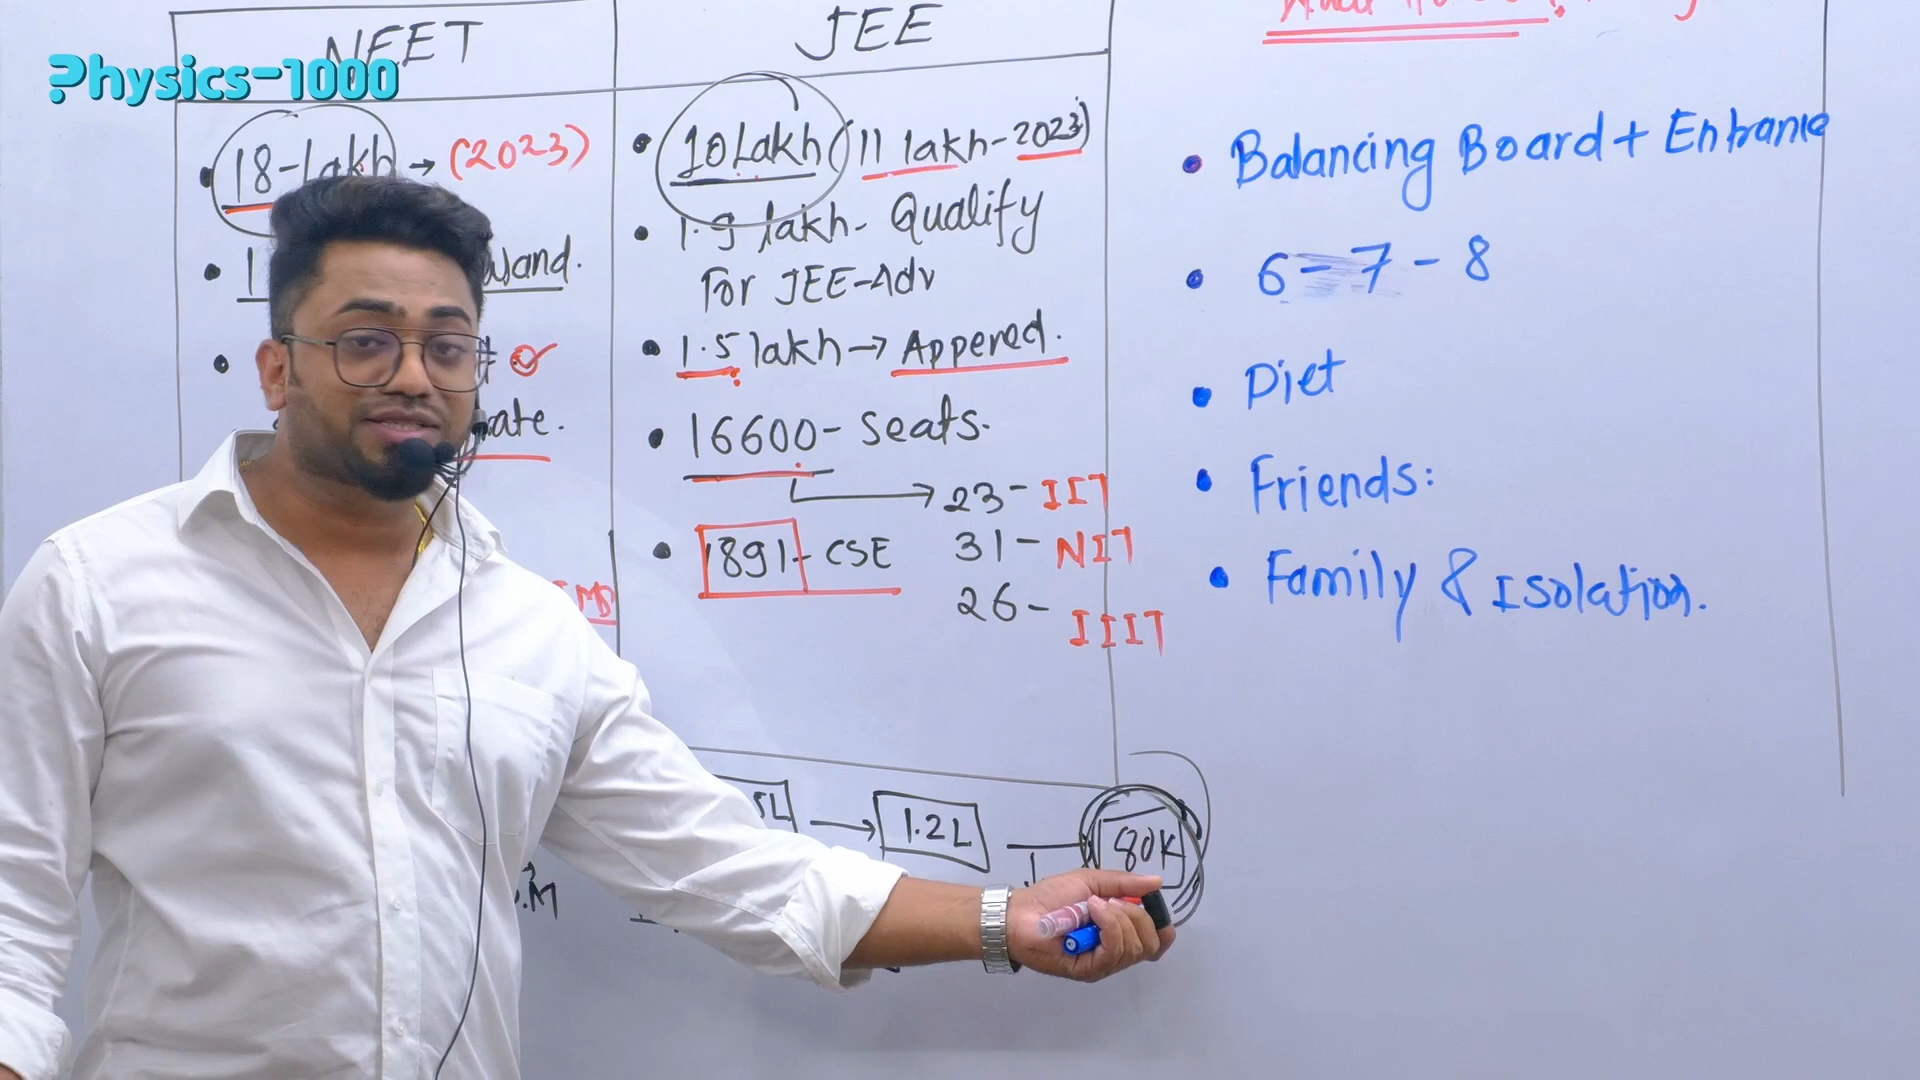 NEET
JEE
Physics-1000
• 18-lakh → (2023)
• 10 Lakh (11 lakh-2023)
• 1.9 lakh- Qualify
For JEE-Adv
• 1.5 lakh → Appered.
• 16600- Seats.
23- IIT
31- NIT
26- IIIT
• 1891- CSE
1.2L
80K
• Balancing Board + Entrance
• 6-7-8
• Diet
• Friends:
• Family & Isolation.